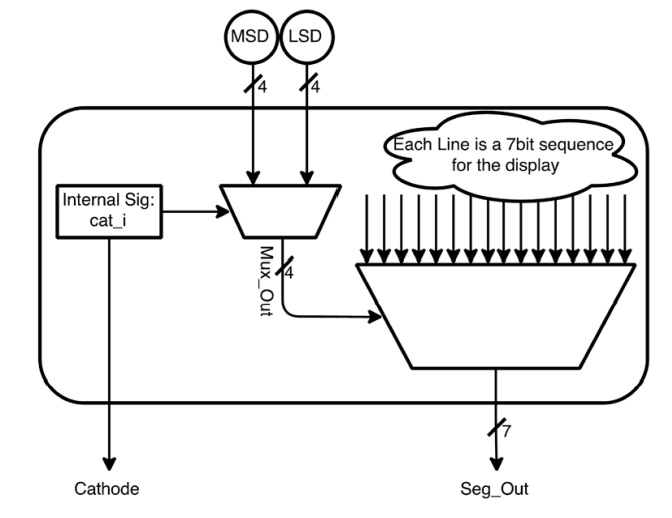 MSD LSD
4 4
Each Line is a 7bit sequence
for the display
Internal Sig:
cat_i
Mux_Out
4
7
Cathode
Seg_Out